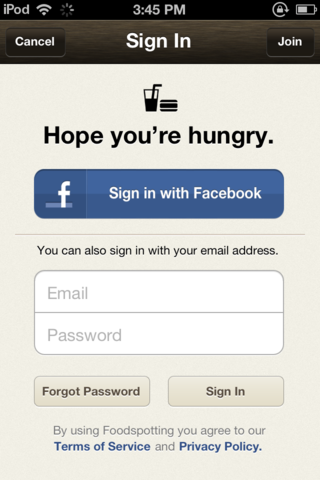 iPod 3:45 PM
Cancel Sign In Join
Hope you're hungry.
f Sign in with Facebook
You can also sign in with your email address.
Email
Password
Forgot Password Sign In
By using Foodspotting you agree to our
Terms of Service and Privacy Policy.